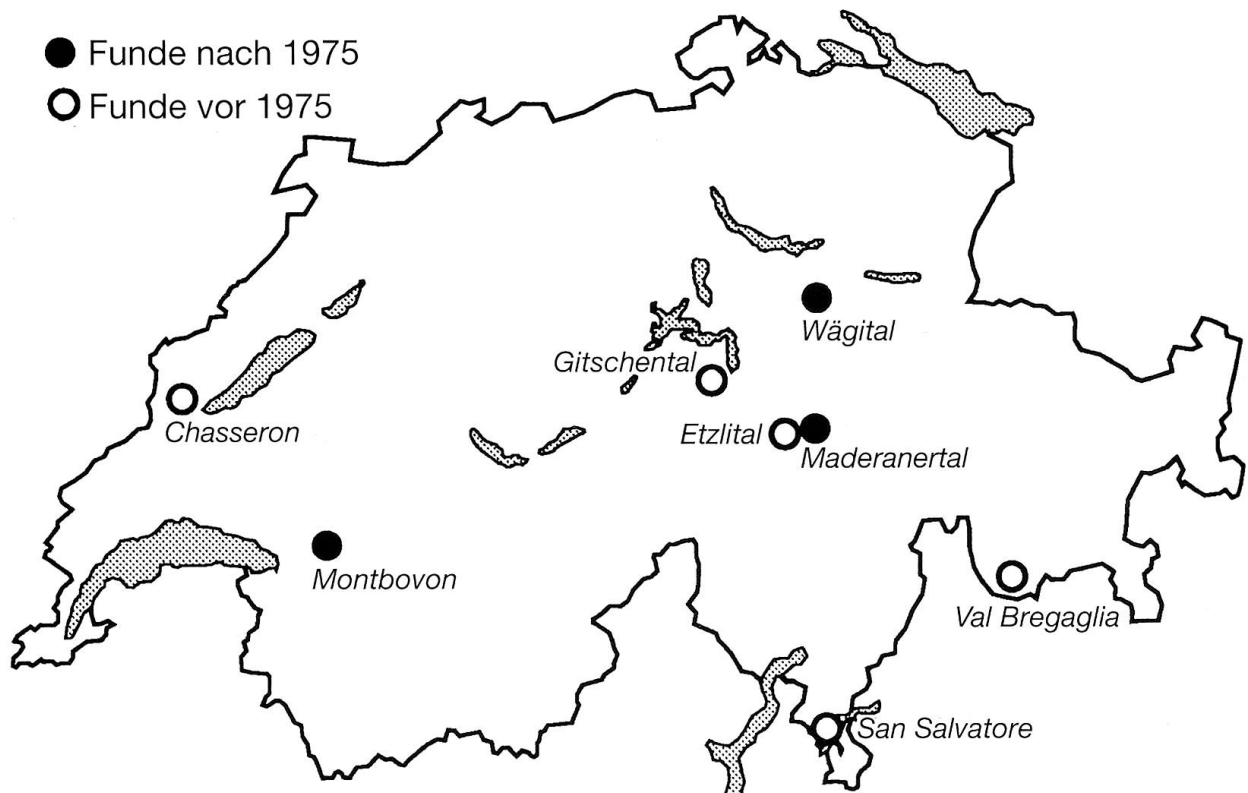 Funde nach 1975
Funde vor 1975
Wägital
Gitschental
Chasseron
Etzlital
Maderanertal
Montbovon
Val Bregaglia
San Salvatore